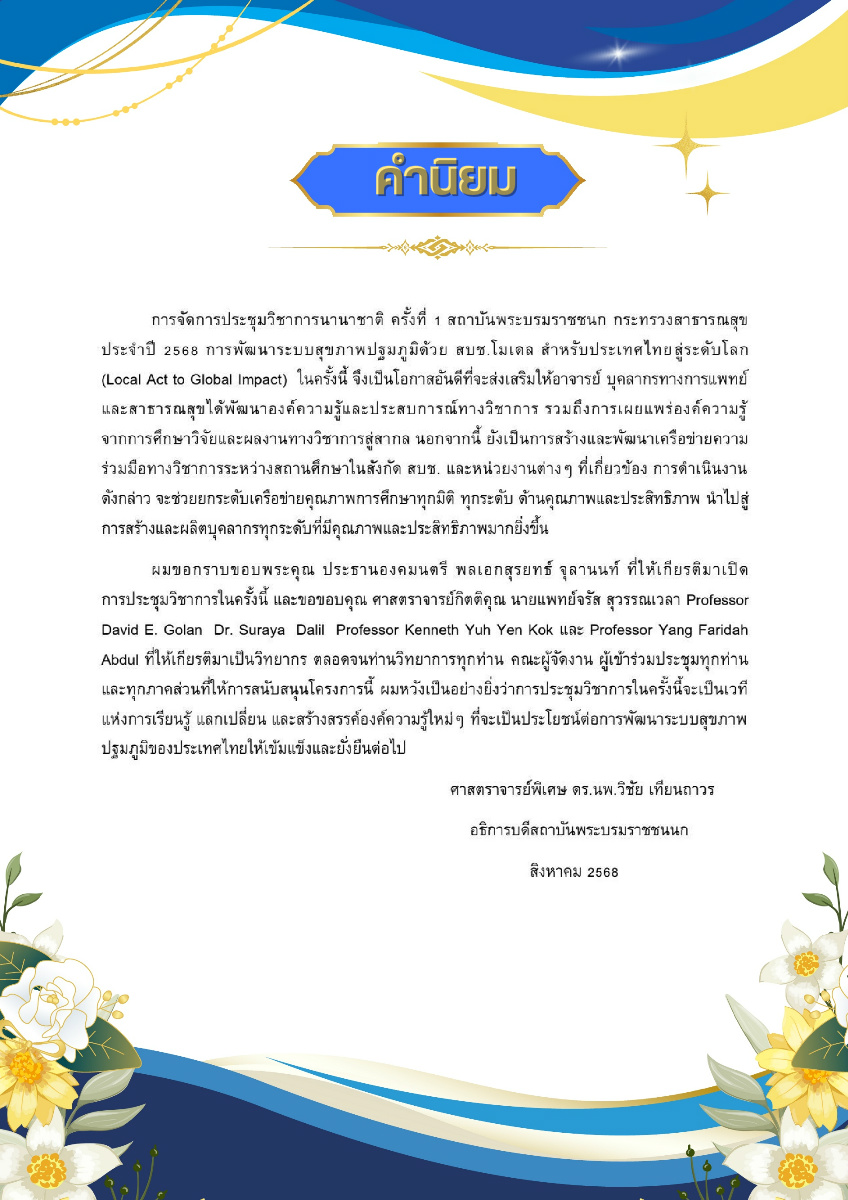 คำนิยม
การจัดการประชุมวิชาการนานาชาติ ครั้งที่ 1 สถาบันพระบรมราชชนก กระทรวงสาธารณสุข
ประจำปี 2568 การพัฒนาระบบสุขภาพปฐมภูมิด้วย สบช.โมเดล สำหรับประเทศไทยสู่ระดับโลก
(Local Act to Global Impact) ในครั้งนี้ จึงเป็นโอกาสอันดีที่จะส่งเสริมให้อาจารย์ บุคลากรทางการแพทย์
และสาธารณสุขได้พัฒนาองค์ความรู้และประสบการณ์ทางวิชาการ รวมถึงการเผยแพร่องค์ความรู้
จากการศึกษาวิจัยและผลงานทางวิชาการสู่สากล นอกจากนี้ ยังเป็นการสร้างและพัฒนาเครือข่ายความ
ร่วมมือทางวิชาการระหว่างสถานศึกษาในสังกัด สบช. และหน่วยงานต่างๆ ที่เกี่ยวข้อง การดำเนินงาน
ดังกล่าว จะช่วยยกระดับเครือข่ายคุณภาพการศึกษาทุกมิติ ทุกระดับ ด้านคุณภาพและประสิทธิภาพ นำไปสู่
การสร้างและผลิตบุคลากรทุกระดับที่มีคุณภาพและประสิทธิภาพมากยิ่งขึ้น
ผมขอกราบขอบพระคุณ ประธานองคมนตรี พลเอกสุรยทธ์ จุลานนท์ ที่ให้เกียรติมาเปิด
การประชุมวิชาการในครั้งนี้ และขอขอบคุณ ศาสตราจารย์กิตติคุณ นายแพทย์จรัส สุวรรณเวลา Professor
David E. Golan Dr. Suraya Dalil Professor Kenneth Yuh Yen Kok และ Professor Yang Faridah
Abdul ที่ให้เกียรติมาเป็นวิทยากร ตลอดจนท่านวิทยาการทุกท่าน คณะผู้จัดงาน ผู้เข้าร่วมประชุมทุกท่าน
และทุกภาคส่วนที่ให้การสนับสนุนโครงการนี้ ผมหวังเป็นอย่างยิ่งว่าการประชุมวิชาการในครั้งนี้จะเป็นเวที
แห่งการเรียนรู้ แลกเปลี่ยน และสร้างสรรค์องค์ความรู้ใหม่ๆ ที่จะเป็นประโยชน์ต่อการพัฒนาระบบสุขภาพ
ปฐมภูมิของประเทศไทยให้เข้มแข็งและยั่งยืนต่อไป
ศาสตราจารย์พิเศษ ดร.นพ.วิชัย เทียนถาวร
อธิการบดีสถาบันพระบรมราชชนนก
สิงหาคม 2568